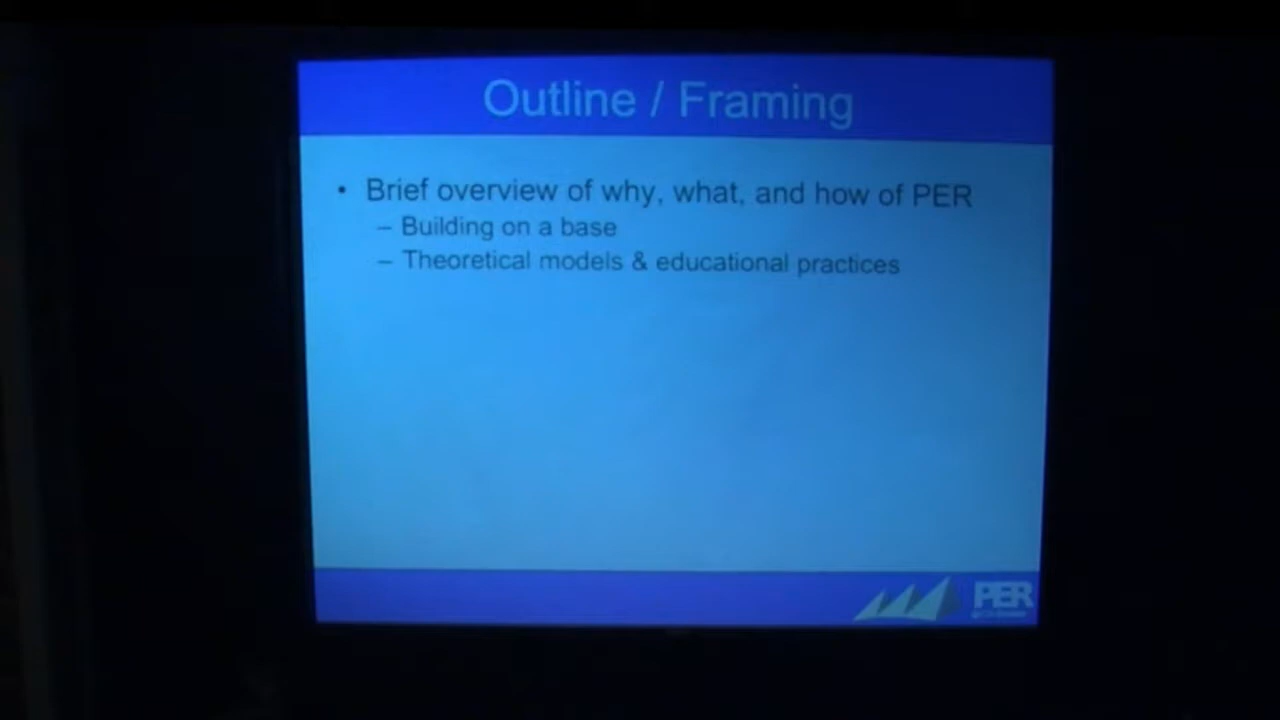 Outline / Framing
• Brief overview of why, what, and how of PER
– Building on a base
– Theoretical models & educational practices
PER